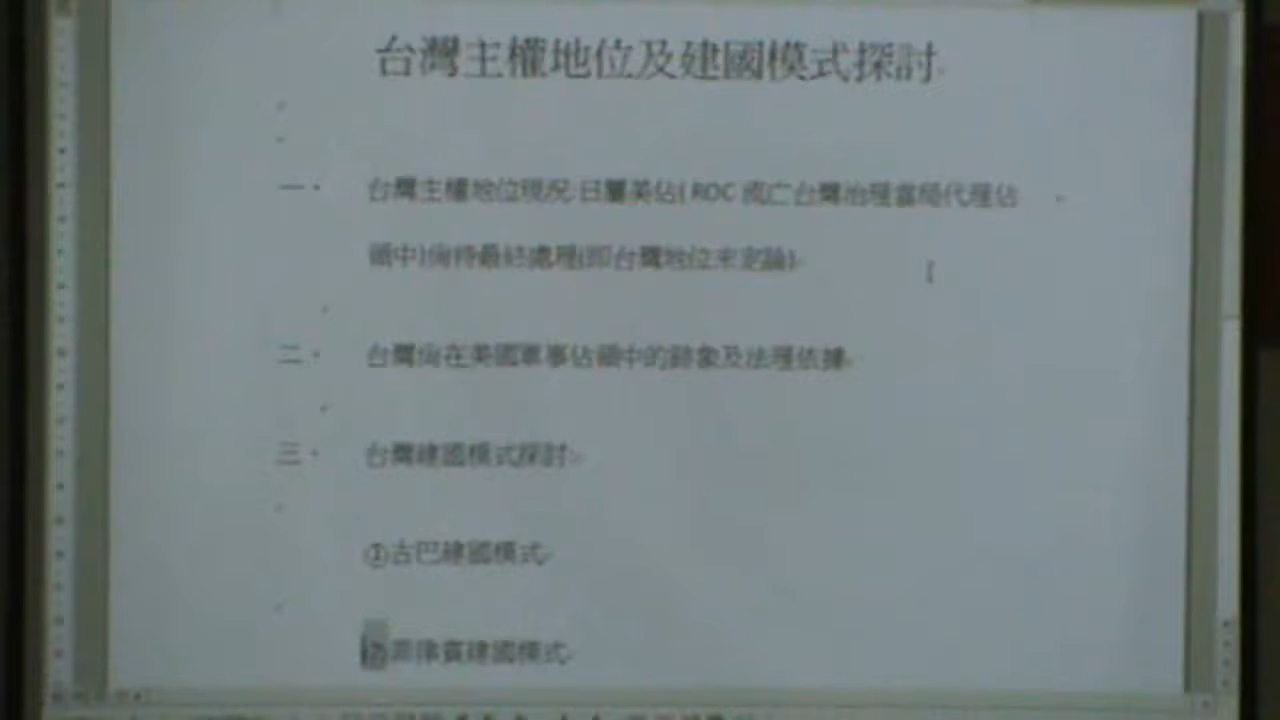 台灣主權地位及建國模式探討
一・ 台灣主權地位現況:日屬美佔( ROC 流亡台灣治理當局代理佔
領中)尚待最終處理(即台灣地位未定論)
二・ 台灣尚在美國軍事佔領中的跡象及法理依據
三・ 台灣建國模式探討
①古巴建國模式
②菲律賓建國模式